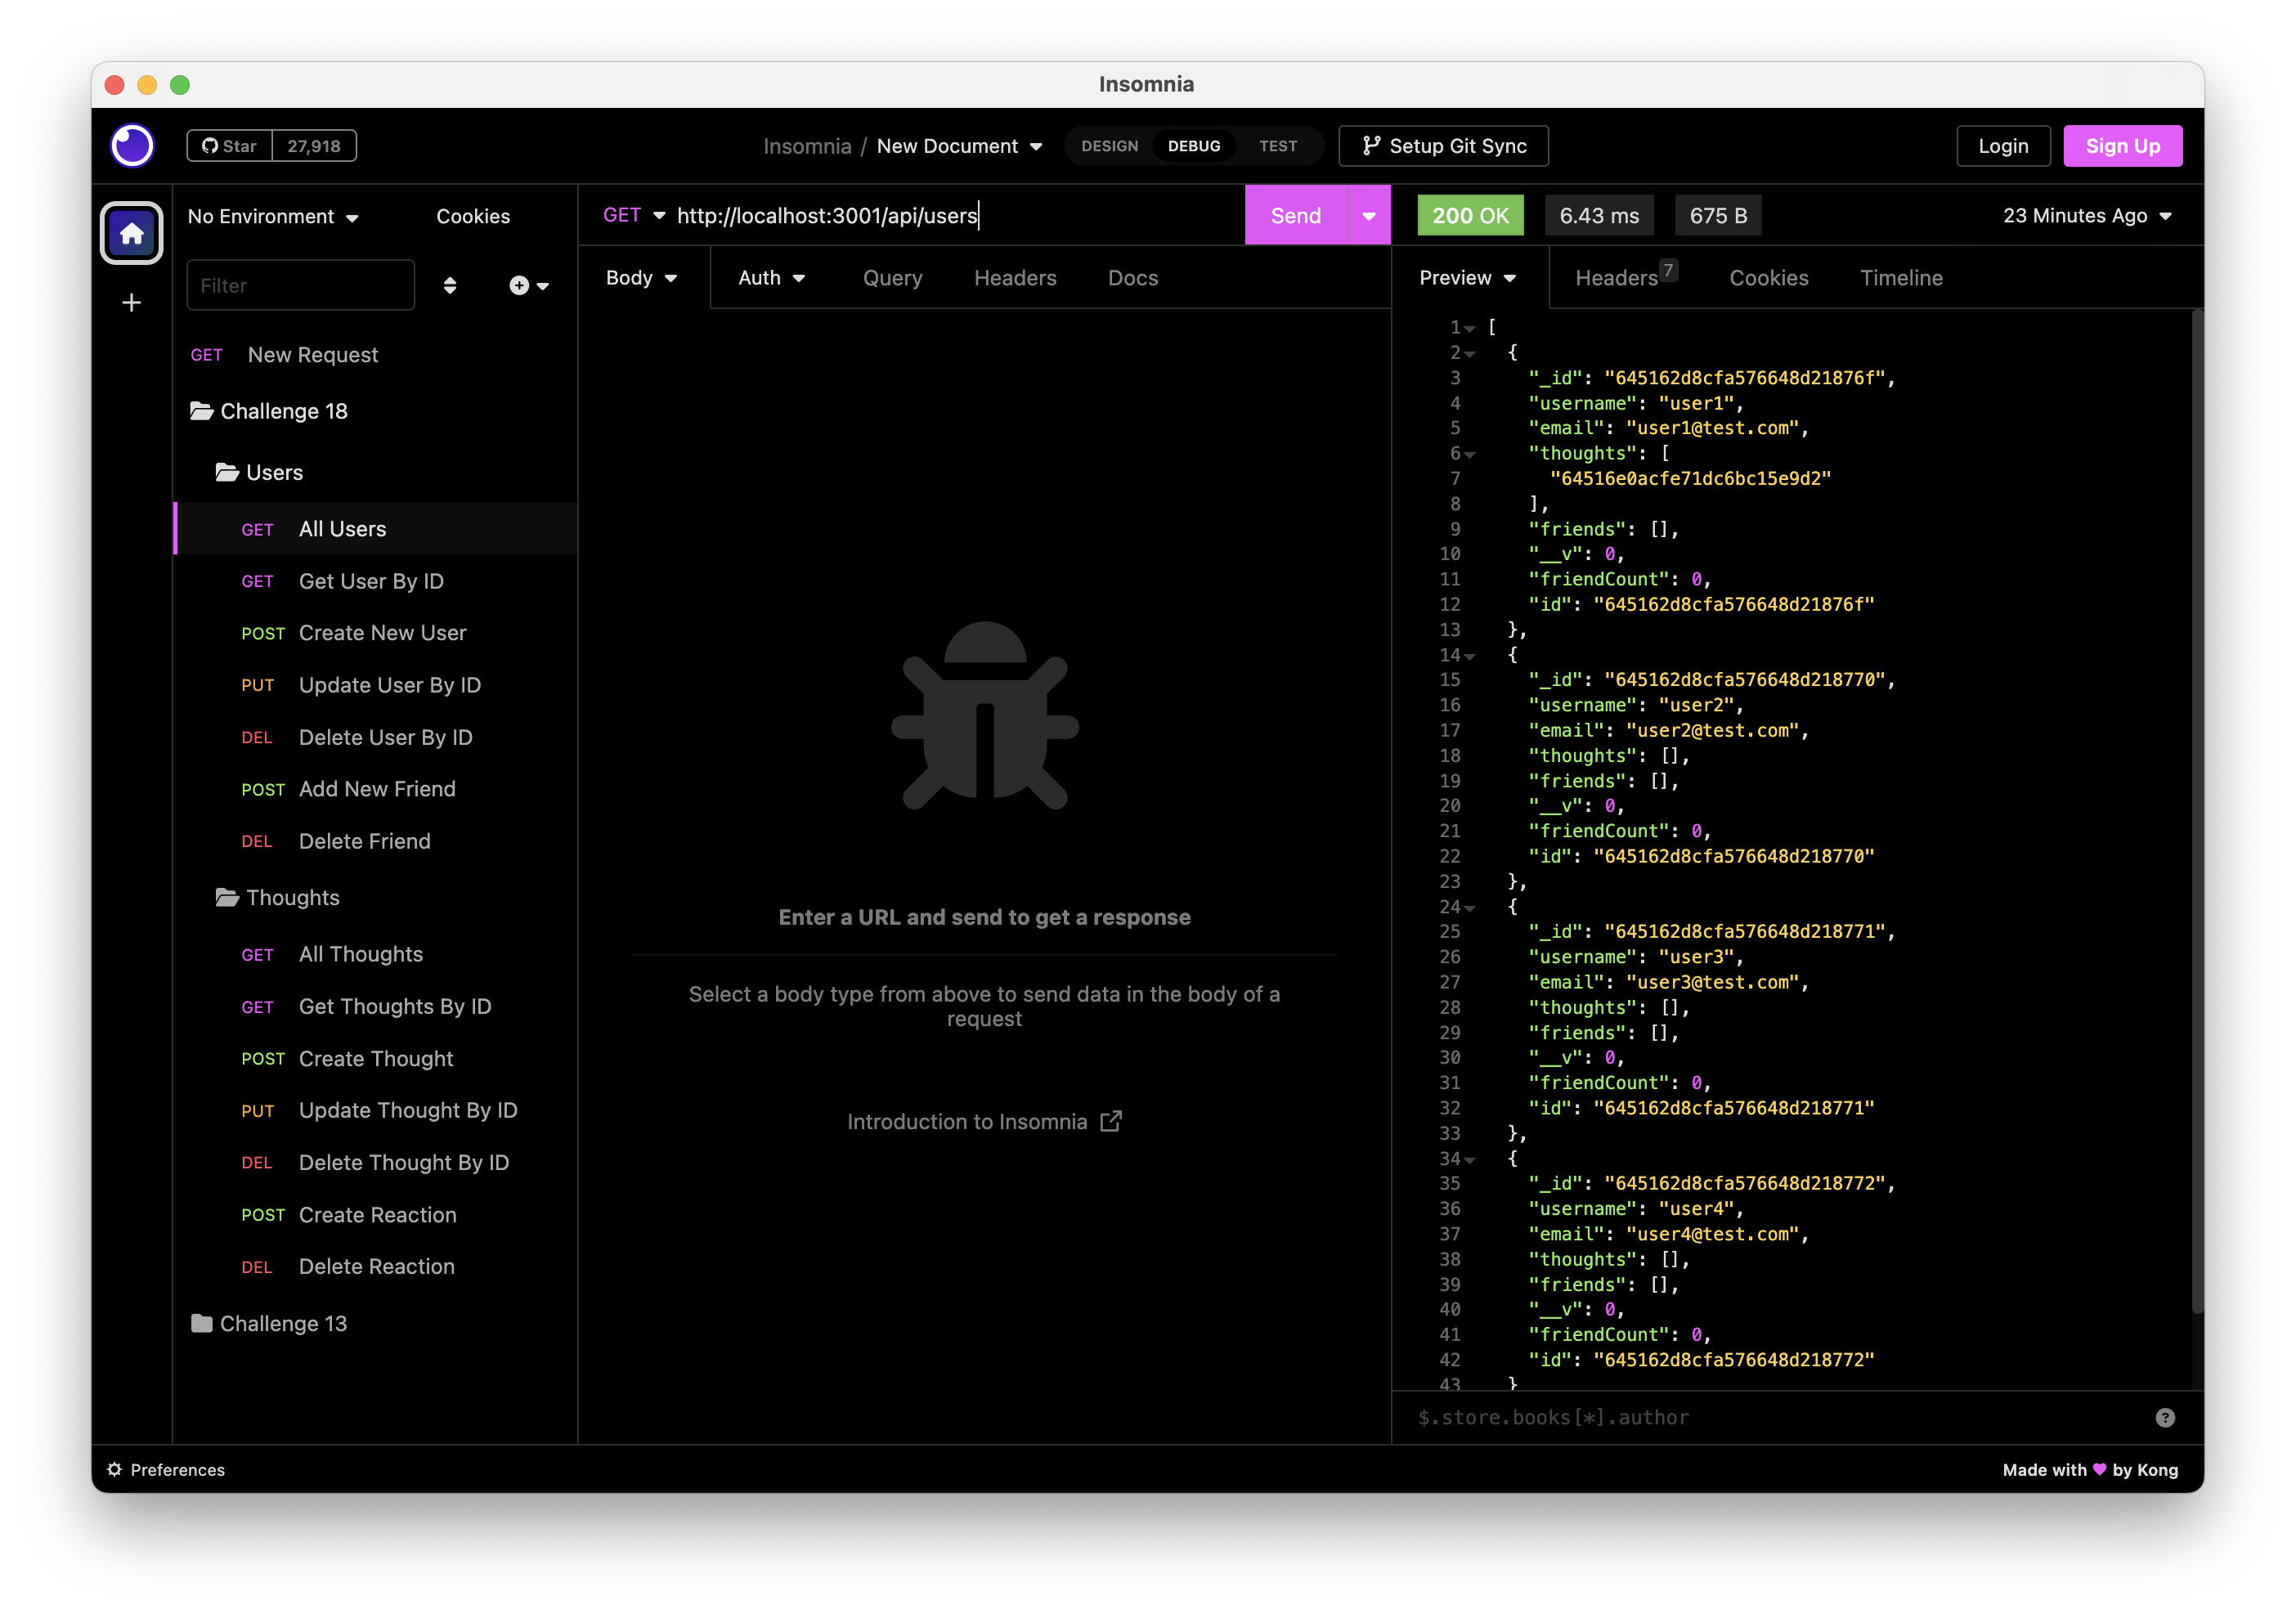 Insomnia
Star 27,918
Insomnia / New Document
DESIGN DEBUG TEST
Setup Git Sync
Login
Sign Up
No Environment
Cookies
Filter
GET New Request
Challenge 18
Users
GET All Users
GET Get User By ID
POST Create New User
PUT Update User By ID
DEL Delete User By ID
POST Add New Friend
DEL Delete Friend
Thoughts
GET All Thoughts
GET Get Thoughts By ID
POST Create Thought
PUT Update Thought By ID
DEL Delete Thought By ID
POST Create Reaction
DEL Delete Reaction
Challenge 13
GET http://localhost:3001/api/users
Send
Body Auth Query Headers Docs
Enter a URL and send to get a response
Select a body type from above to send data in the body of a
request
Introduction to Insomnia
200 OK 6.43 ms 675 B 23 Minutes Ago
Preview Headers 7 Cookies Timeline
1 [
2 {
3 "_id": "645162d8cfa576648d21876f",
4 "username": "user1",
5 "email": "user1@test.com",
6 "thoughts": [
7 "64516e0acfe71dc6bc15e9d2"
8 ],
9 "friends": [],
10 "__v": 0,
11 "friendCount": 0,
12 "id": "645162d8cfa576648d21876f"
13 },
14 {
15 "_id": "645162d8cfa576648d218770",
16 "username": "user2",
17 "email": "user2@test.com",
18 "thoughts": [],
19 "friends": [],
20 "__v": 0,
21 "friendCount": 0,
22 "id": "645162d8cfa576648d218770"
23 },
24 {
25 "_id": "645162d8cfa576648d218771",
26 "username": "user3",
27 "email": "user3@test.com",
28 "thoughts": [],
29 "friends": [],
30 "__v": 0,
31 "friendCount": 0,
32 "id": "645162d8cfa576648d218771"
33 },
34 {
35 "_id": "645162d8cfa576648d218772",
36 "username": "user4",
37 "email": "user4@test.com",
38 "thoughts": [],
39 "friends": [],
40 "__v": 0,
41 "friendCount": 0,
42 "id": "645162d8cfa576648d218772"
43 }
$.store.books[*].author
Preferences
Made with ♥ by Kong